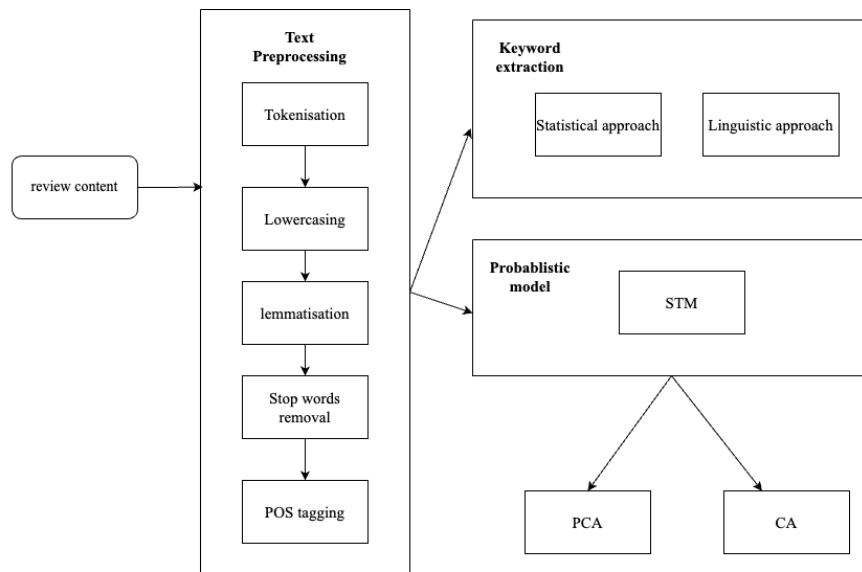 review content
Text
Preprocessing
Tokenisation
Lowercasing
lemmatisation
Stop words
removal
POS tagging
Keyword
extraction
Statistical approach
Linguistic approach
Probablistic
model
STM
PCA
CA